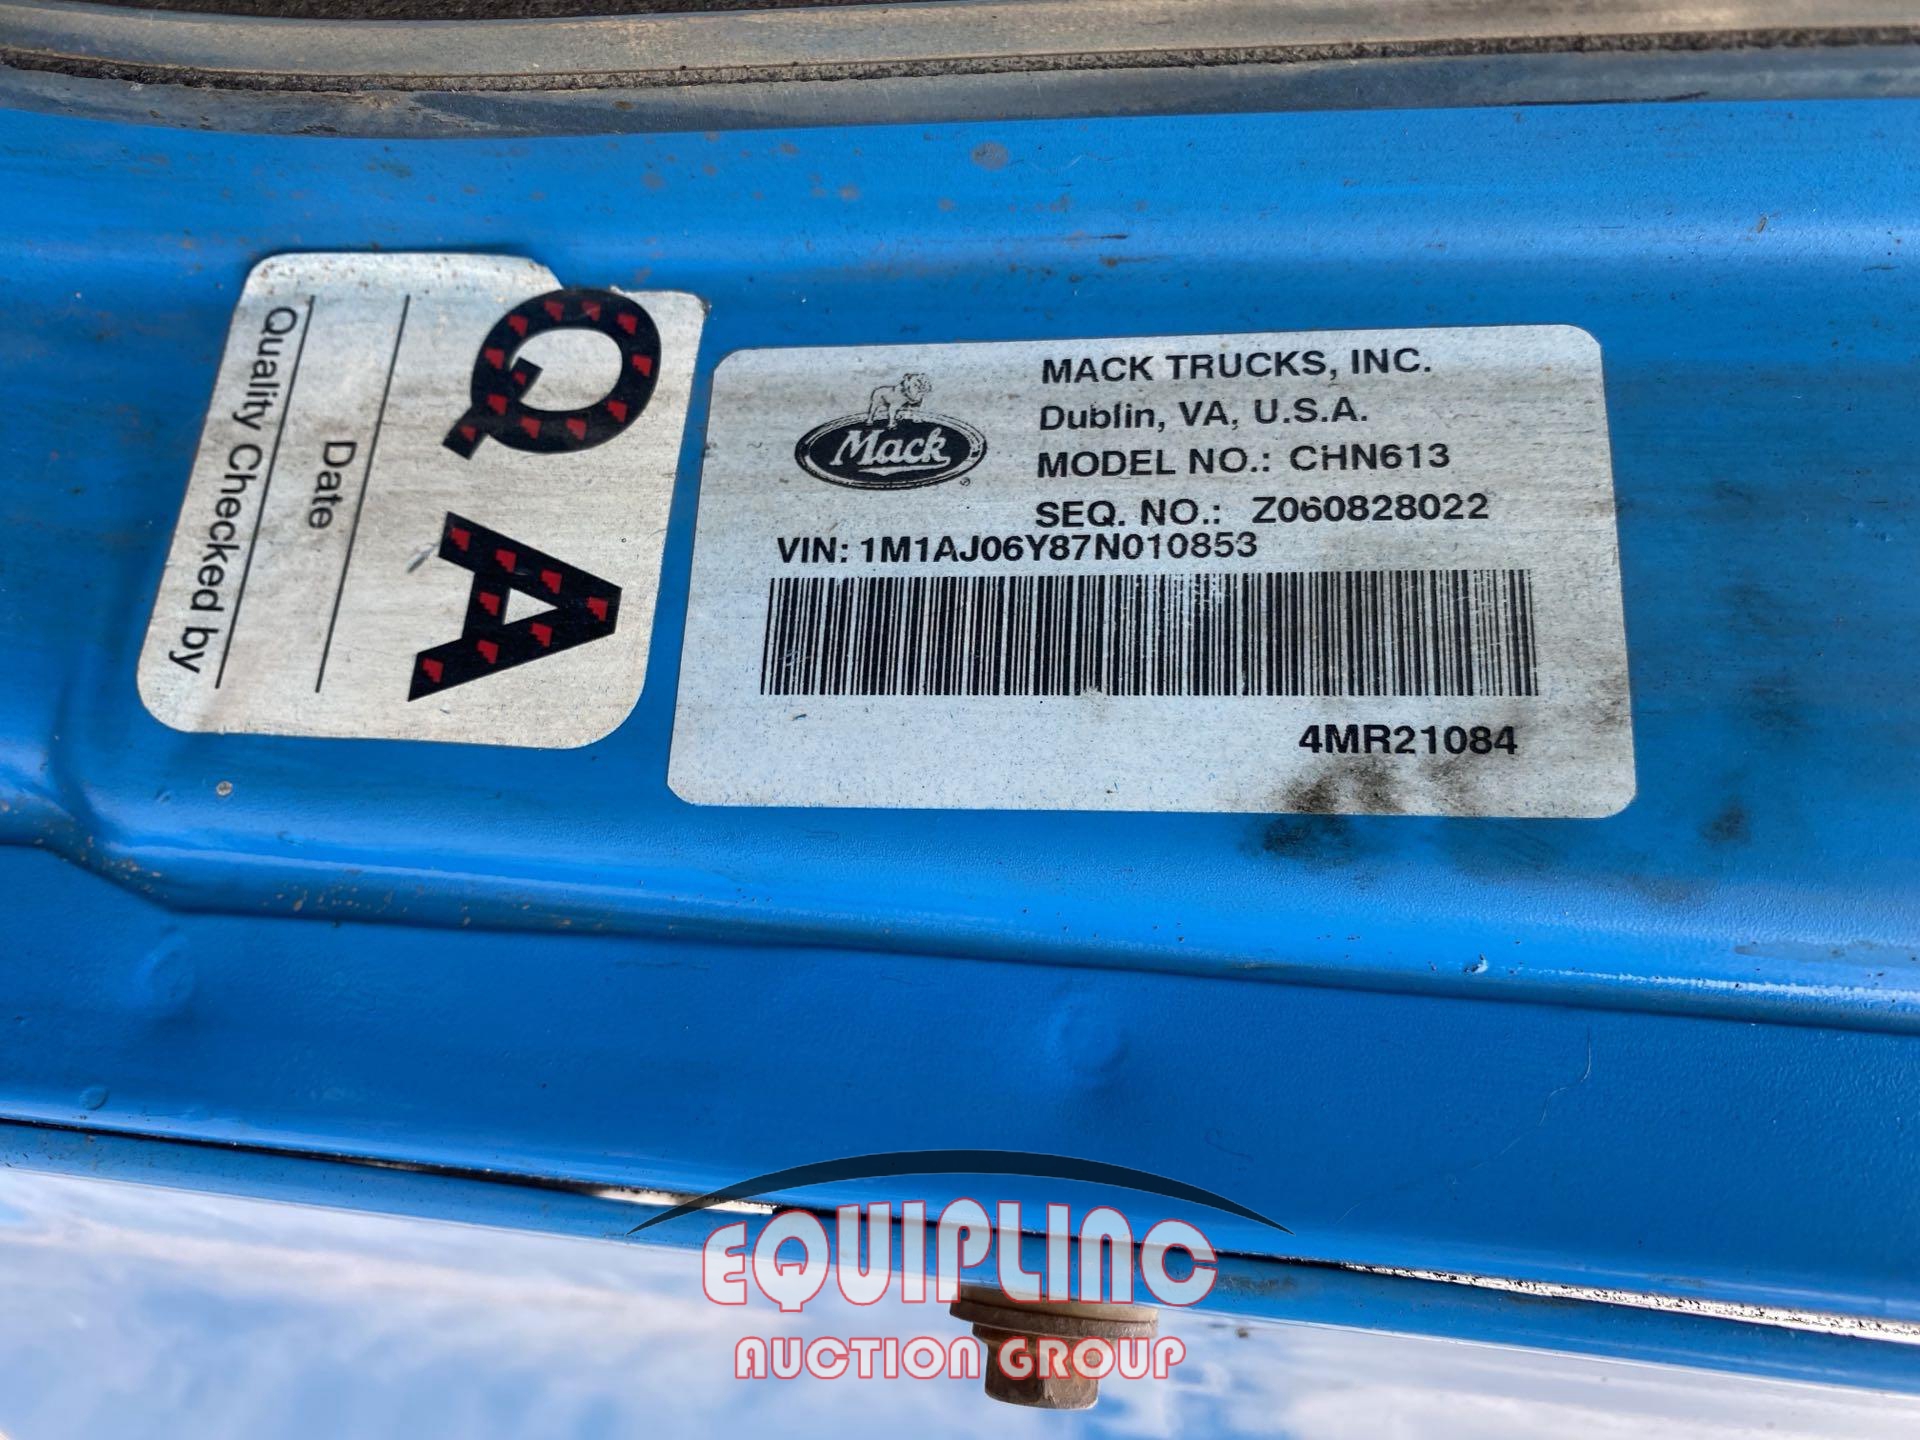 Q A
Date
Quality Checked by
Mack
MACK TRUCKS, INC.
Dublin, VA, U.S.A.
MODEL NO.: CHN613
SEQ. NO.: Z060828022
VIN: 1M1AJ06Y87N010853
4MR21084
EQUIPLINC
AUCTION GROUP